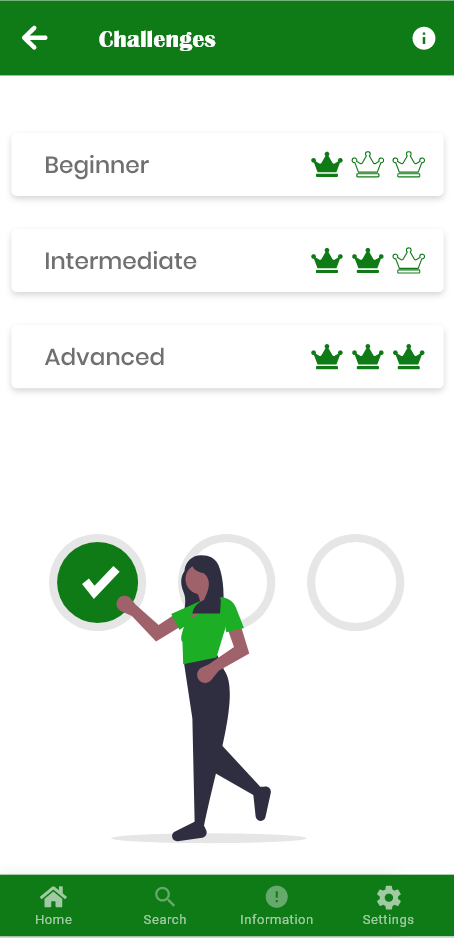 Challenges
Beginner
Intermediate
Advanced
Home Search Information Settings